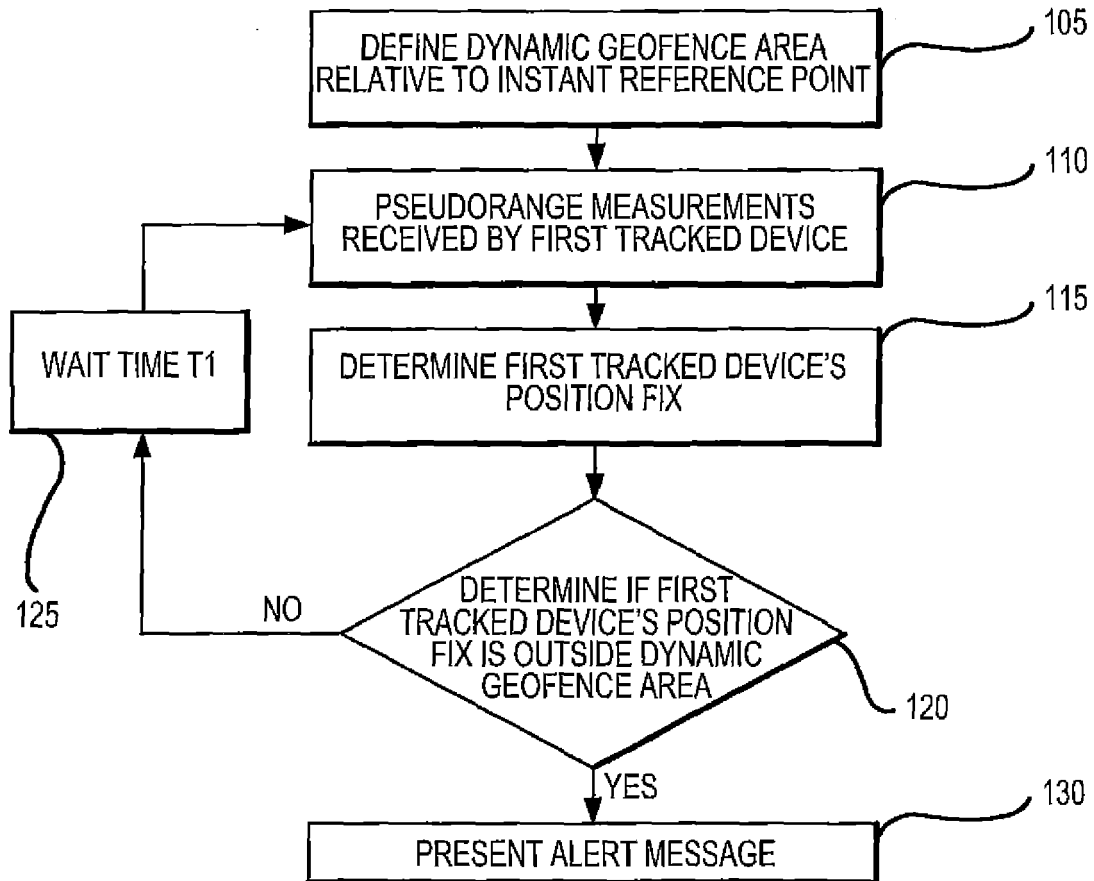 DEFINE DYNAMIC GEOFENCE AREA
RELATIVE TO INSTANT REFERENCE POINT
105
PSEUDORANGE MEASUREMENTS
RECEIVED BY FIRST TRACKED DEVICE
110
WAIT TIME T1
125
DETERMINE FIRST TRACKED DEVICE'S
POSITION FIX
115
DETERMINE IF FIRST
TRACKED DEVICE'S POSITION
FIX IS OUTSIDE DYNAMIC
GEOFENCE AREA
120
NO
YES
PRESENT ALERT MESSAGE
130